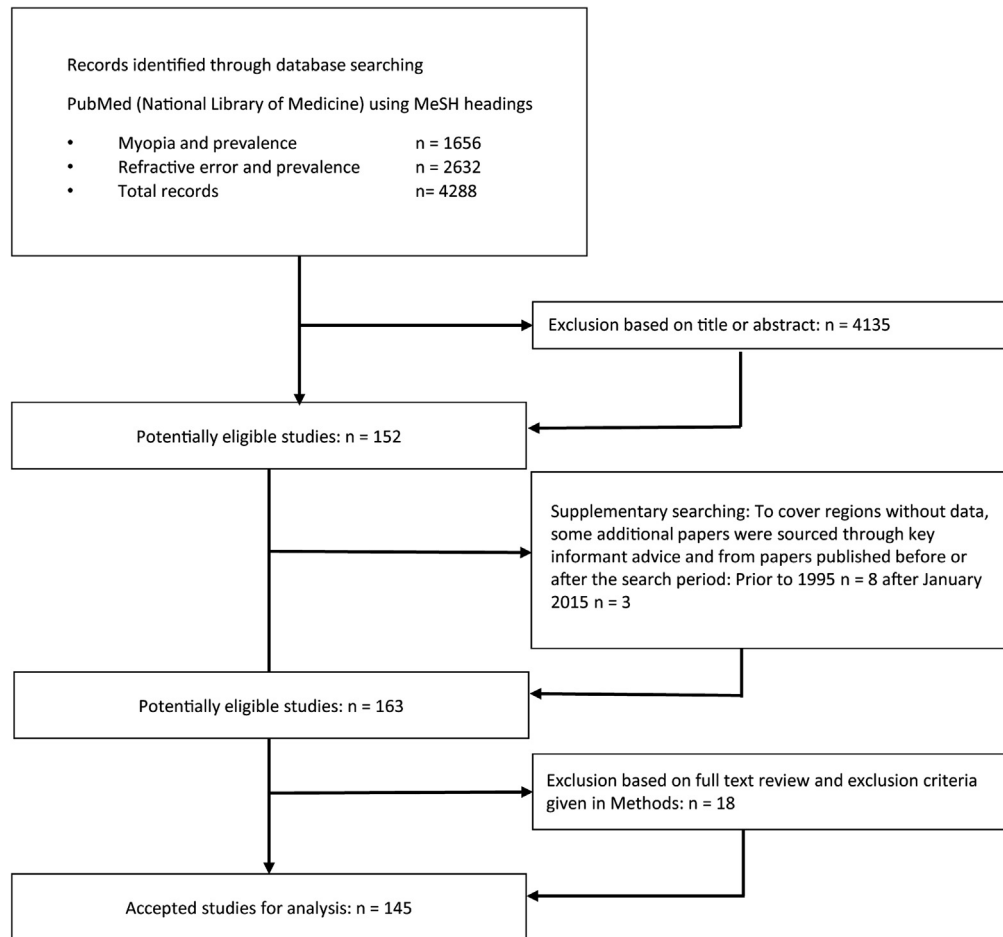 Records identified through database searching
PubMed (National Library of Medicine) using MeSH headings
• Myopia and prevalence n = 1656
• Refractive error and prevalence n = 2632
• Total records n= 4288
Exclusion based on title or abstract: n = 4135
Potentially eligible studies: n = 152
Supplementary searching: To cover regions without data,
some additional papers were sourced through key
informant advice and from papers published before or
after the search period: Prior to 1995 n = 8 after January
2015 n = 3
Potentially eligible studies: n = 163
Exclusion based on full text review and exclusion criteria
given in Methods: n = 18
Accepted studies for analysis: n = 145